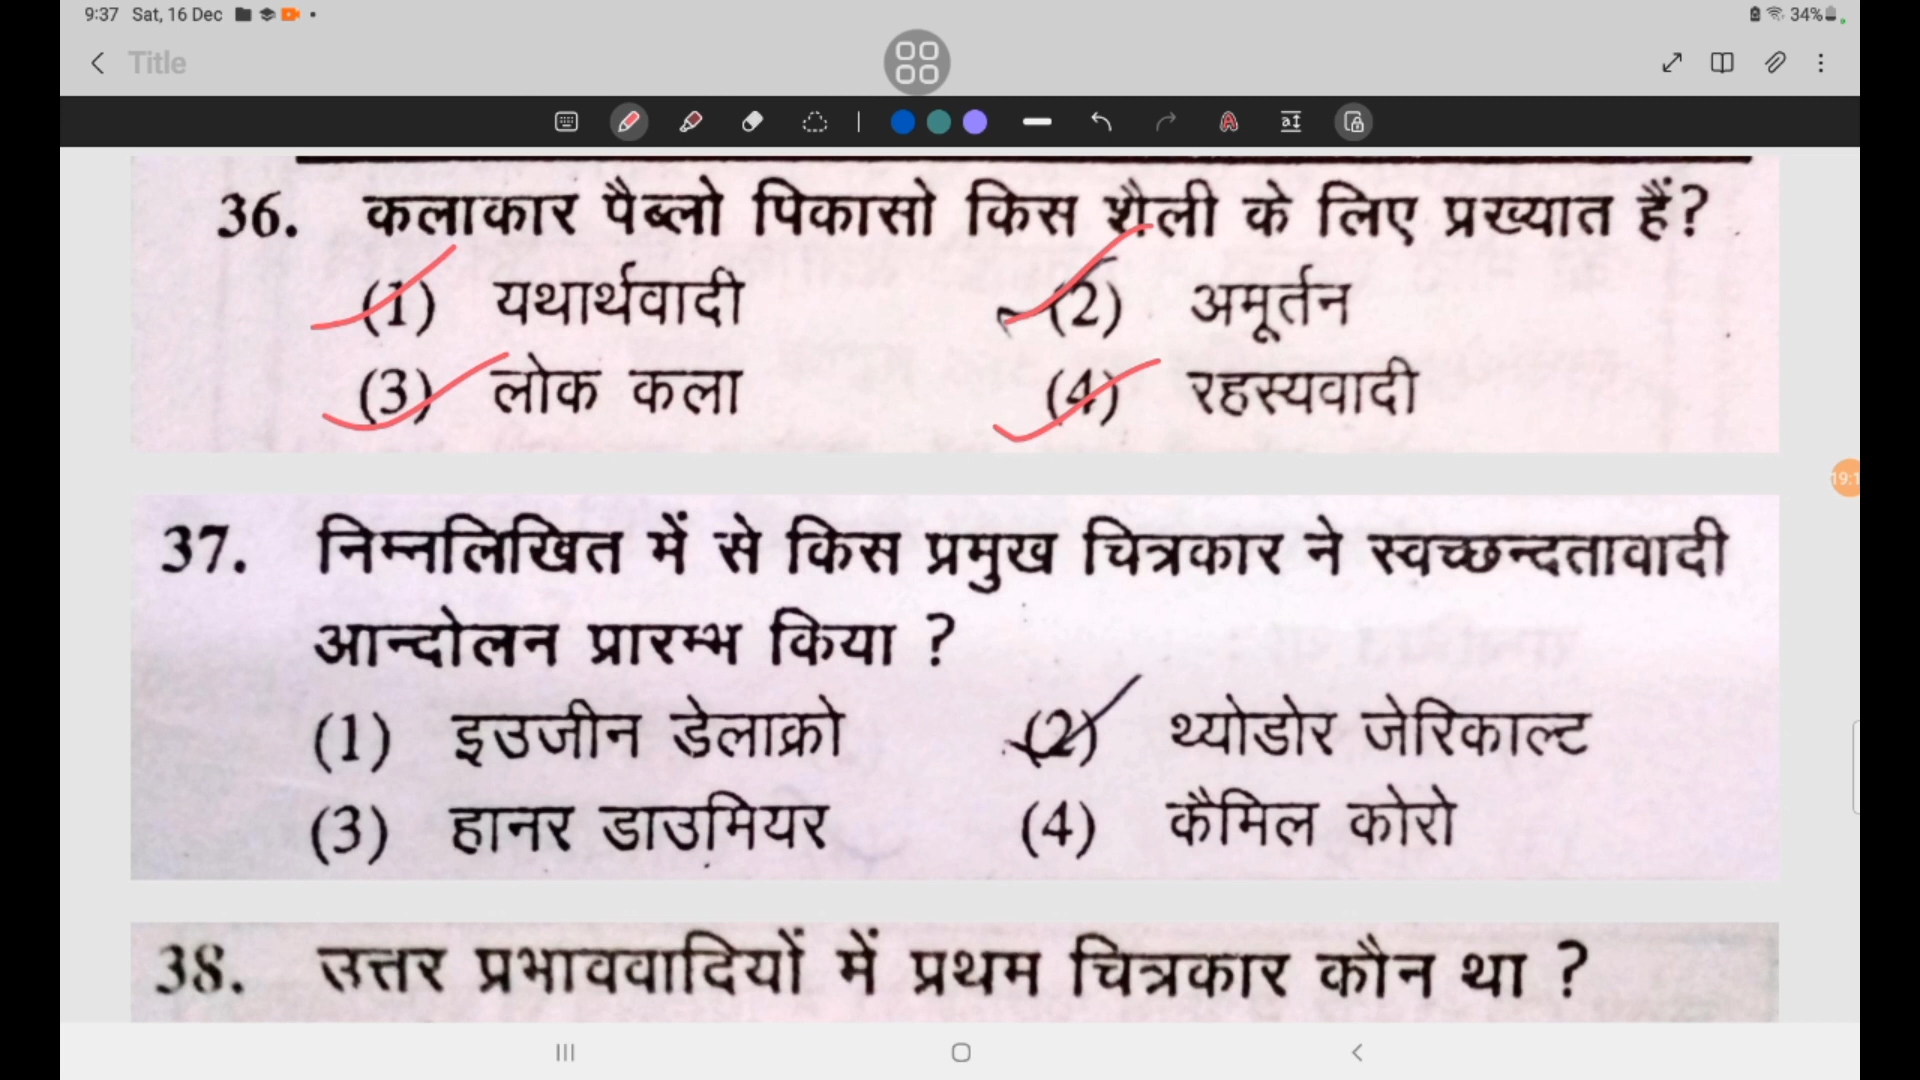 9:37 Sat, 16 Dec
34%
Title
36. कलाकार पैब्लो पिकासो किस शैली के लिए प्रख्यात हैं?
(1) यथार्थवादी (2) अमूर्तन
(3) लोक कला (4) रहस्यवादी
37. निम्नलिखित में से किस प्रमुख चित्रकार ने स्वच्छन्दतावादी
आन्दोलन प्रारम्भ किया ?
(1) इउजीन डेलाक्रो (2) थ्योडोर जेरिकाल्ट
(3) हानर डाउमियर (4) कैमिल कोरो
38. उत्तर प्रभाववादियों में प्रथम चित्रकार कौन था ?